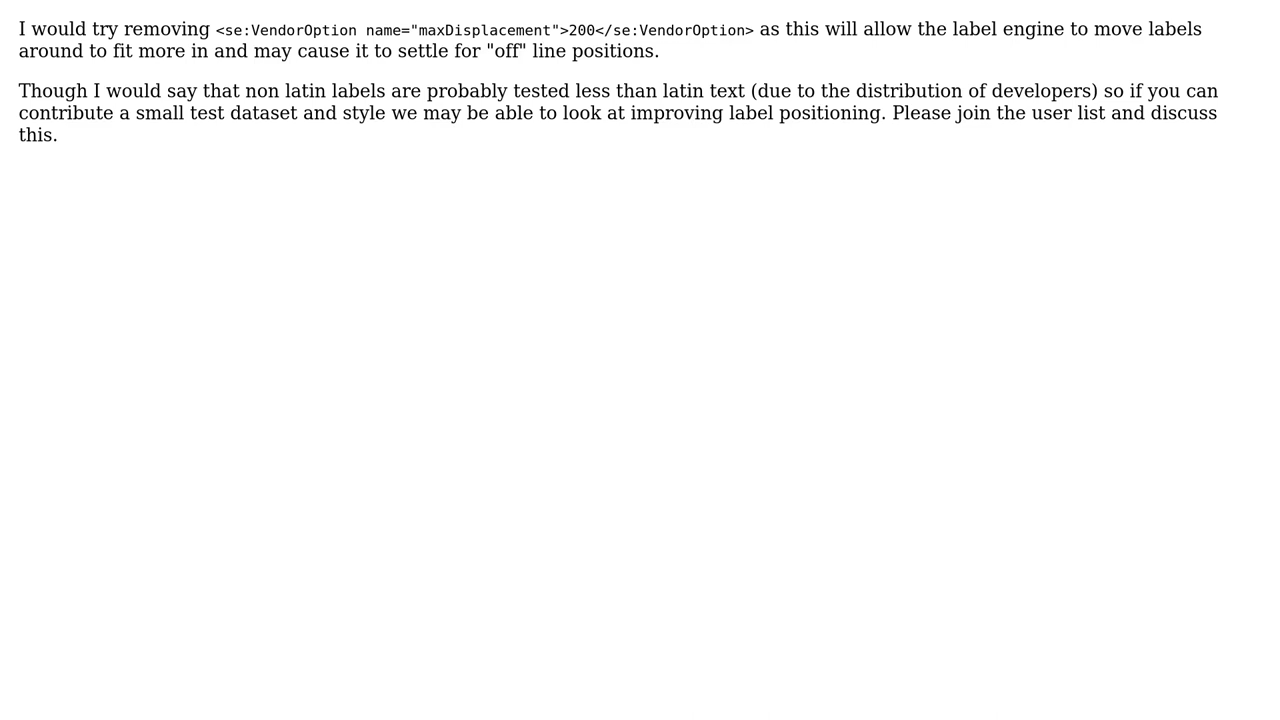 I would try removing <se:VendorOption name="maxDisplacement">200</se:VendorOption> as this will allow the label engine to move labels
around to fit more in and may cause it to settle for "off" line positions.
Though I would say that non latin labels are probably tested less than latin text (due to the distribution of developers) so if you can
contribute a small test dataset and style we may be able to look at improving label positioning. Please join the user list and discuss
this.